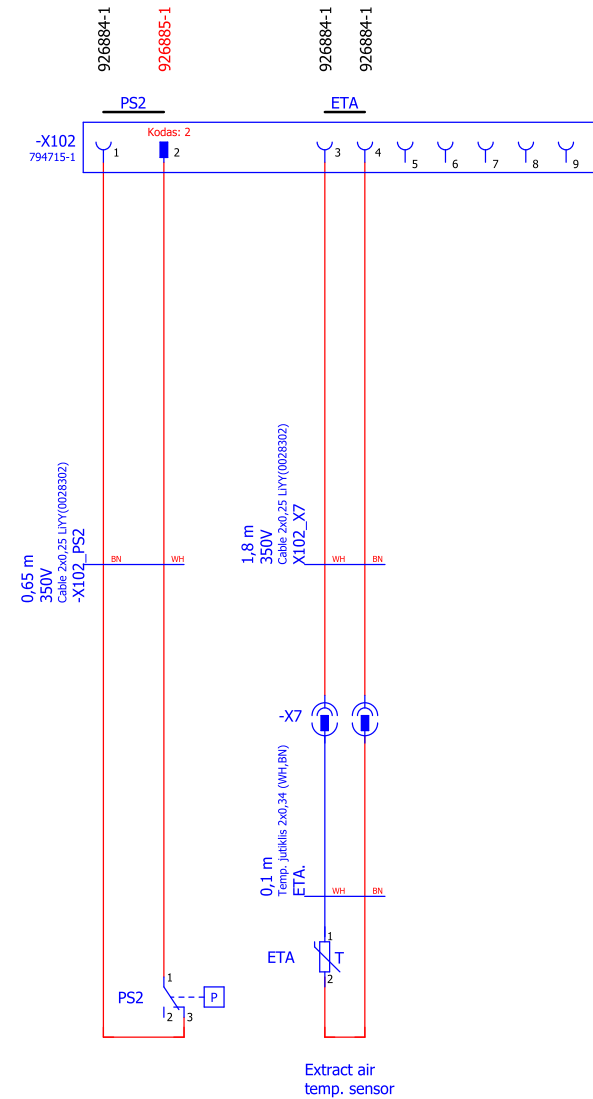 926884-1
926885-1
926884-1
926884-1
PS2
ETA
-X102
794715-1
Kodas: 2
1
2
3
4
5
6
7
8
9
0,65 m
350V
Cable 2x0,25 LiYY(0028302)
-X102_PS2
BN
WH
1,8 m
350V
Cable 2x0,25 LiYY(0028302)
X102_X7
WH
BN
-X7
0,1 m
Temp. jutiklis 2x0,34 (WH,BN)
ETA.
WH
BN
ETA
1
T
2
PS2
1
P
2
3
Extract air
temp. sensor